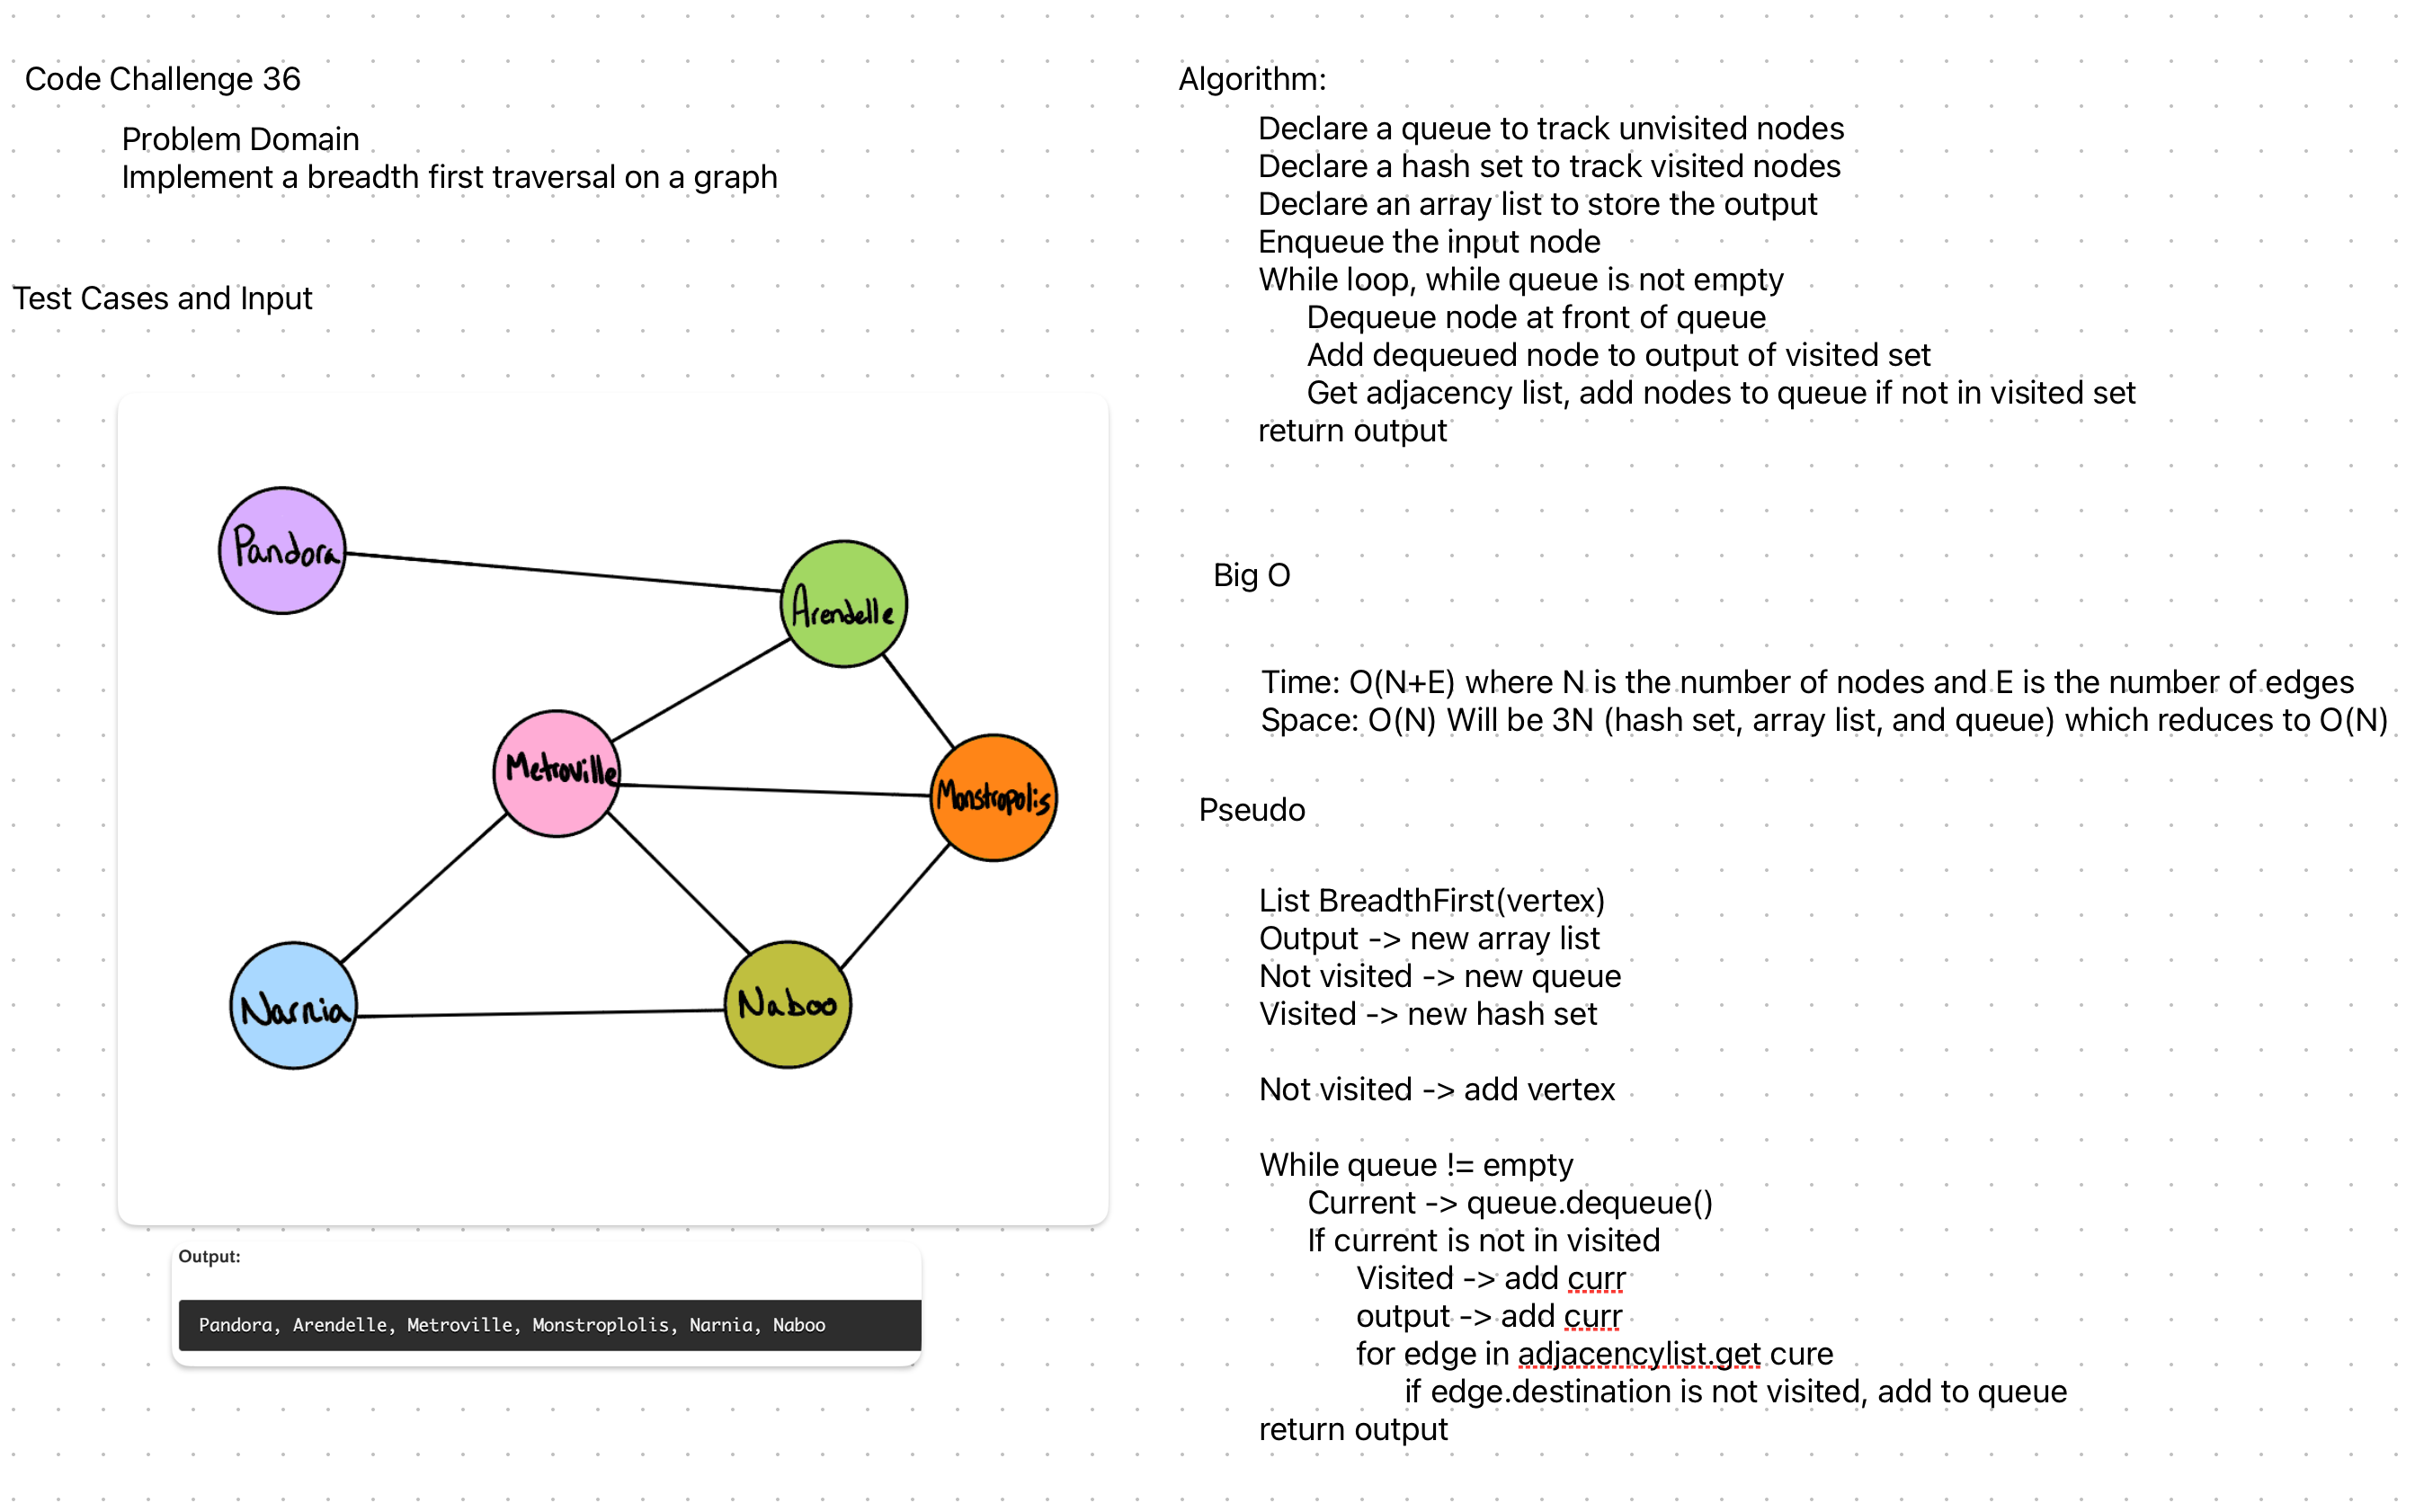 Code Challenge 36
Problem Domain
Implement a breadth first traversal on a graph
Test Cases and Input
Pandora
Arendelle
Metroville
Monstropolis
Narnia
Naboo
Output:
Pandora, Arendelle, Metroville, Monstroplolis, Narnia, Naboo
Algorithm:
Declare a queue to track unvisited nodes
Declare a hash set to track visited nodes
Declare an array list to store the output
Enqueue the input node
While loop, while queue is not empty
Dequeue node at front of queue
Add dequeued node to output of visited set
Get adjacency list, add nodes to queue if not in visited set
return output
Big O
Time: O(N+E) where N is the number of nodes and E is the number of edges
Space: O(N) Will be 3N (hash set, array list, and queue) which reduces to O(N)
Pseudo
List BreadthFirst(vertex)
Output -> new array list
Not visited -> new queue
Visited -> new hash set
Not visited -> add vertex
While queue != empty
Current -> queue.dequeue()
If current is not in visited
Visited -> add curr
output -> add curr
for edge in adjacencylist.get cure
if edge.destination is not visited, add to queue
return output